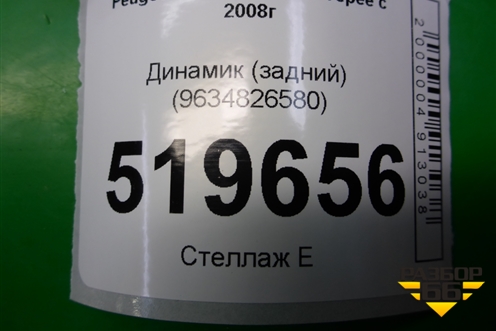 2008г
Динамик (задний)
(9634826580)
519656
Стеллаж Е
2000004913038
РАЗБОР
66